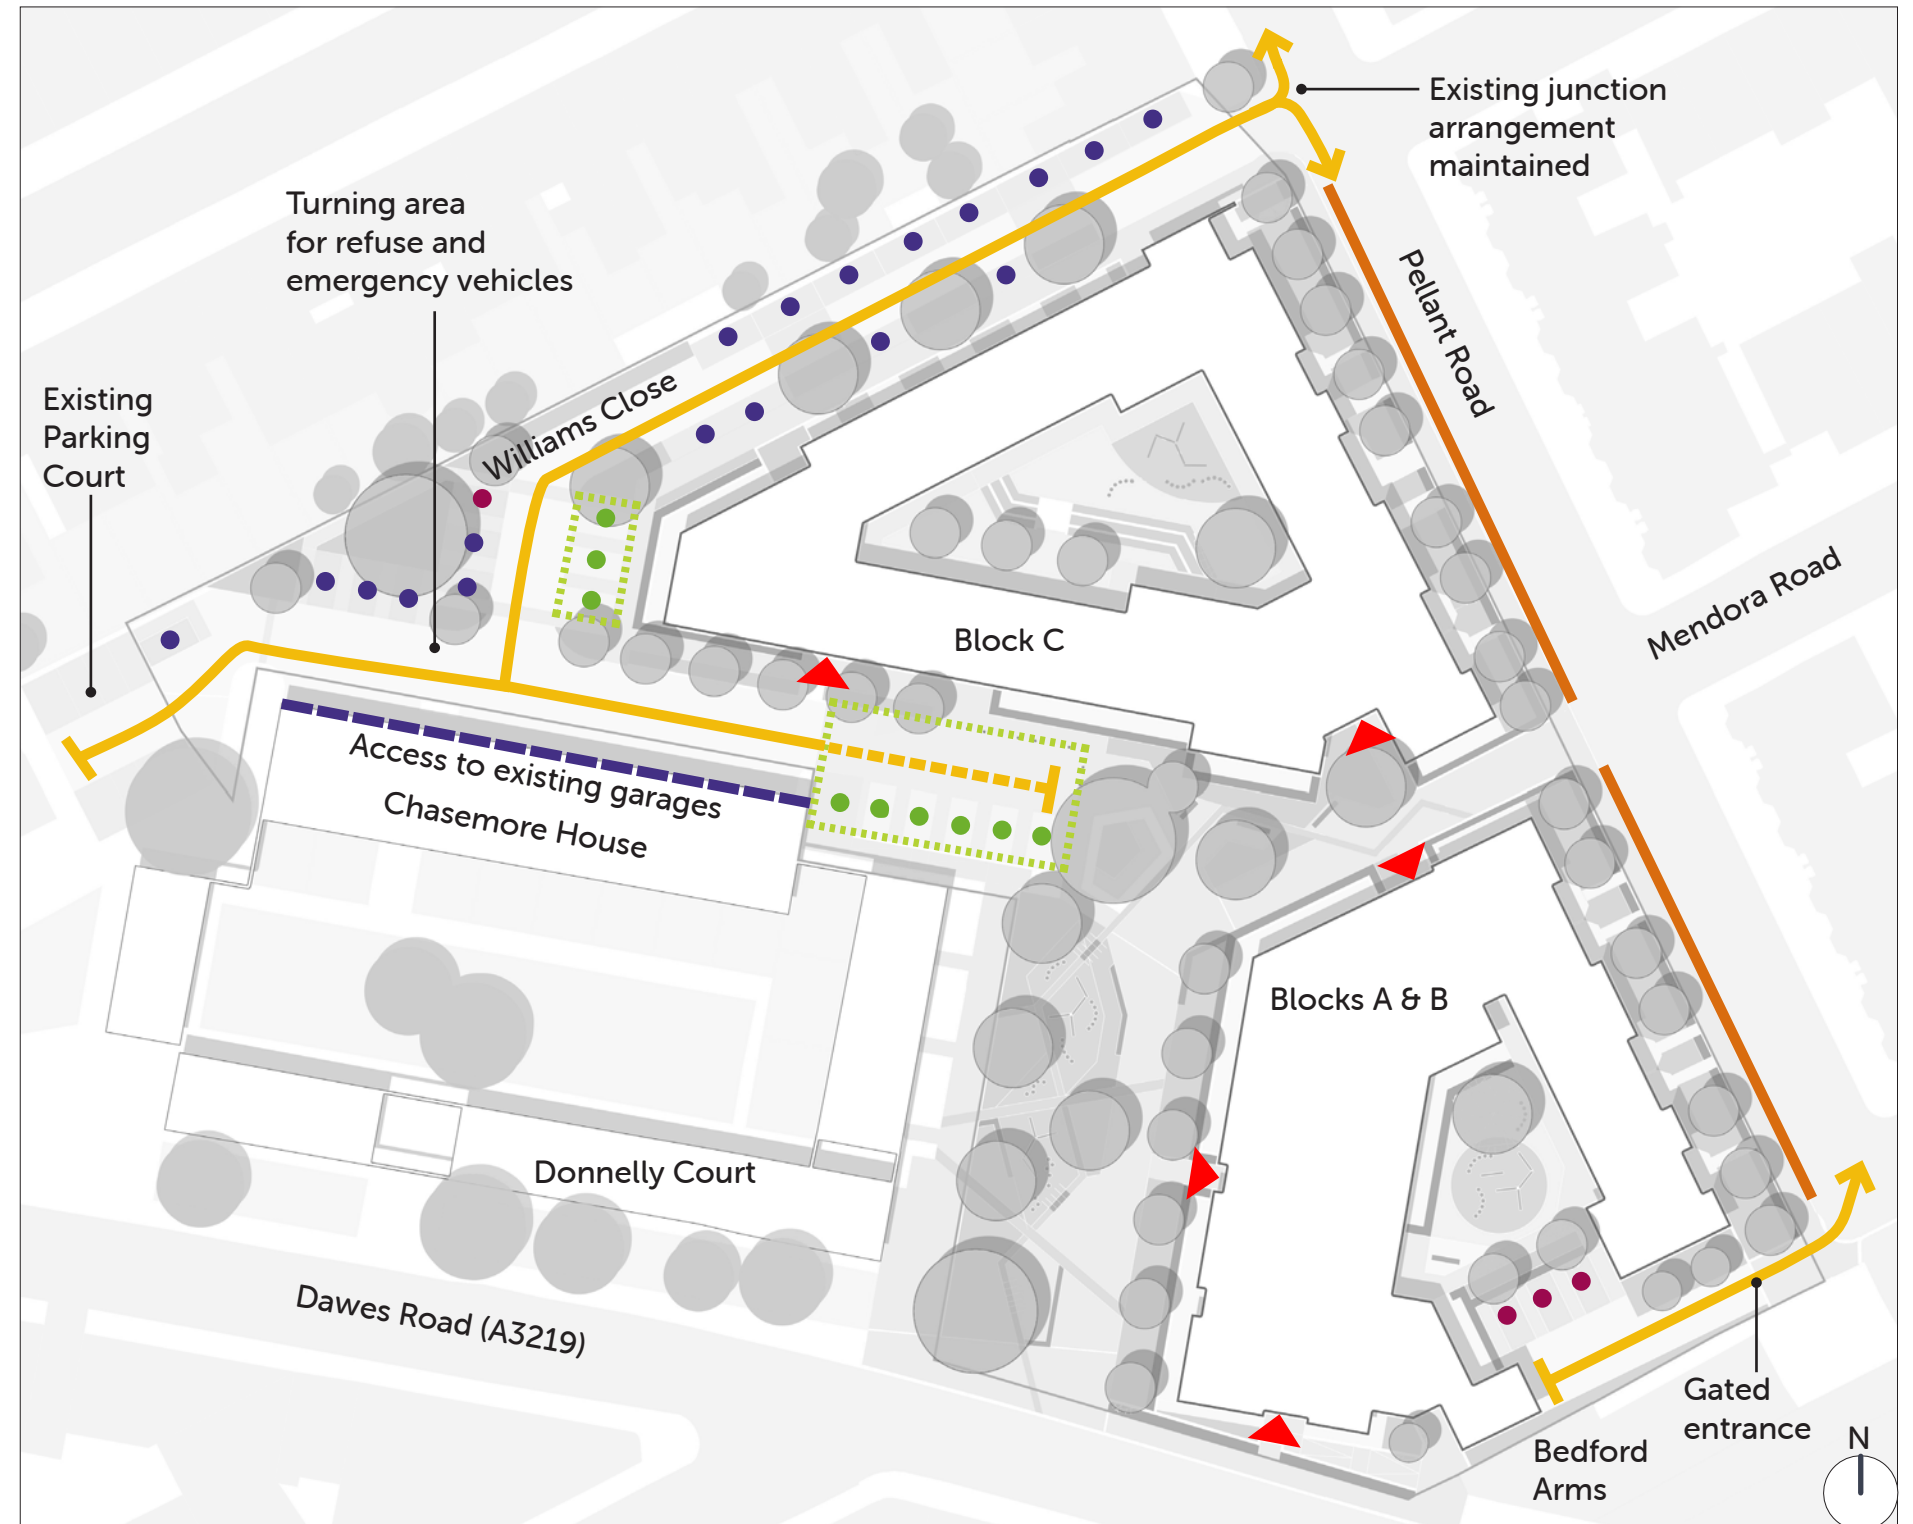 Existing junction
arrangement
maintained
Turning area
for refuse and
emergency vehicles
Pellant Road
Existing
Parking
Court
Williams Close
Mendora Road
Block C
Access to existing garages
Chasemore House
Blocks A & B
Donnelly Court
Dawes Road (A3219)
Gated
entrance
Bedford
Arms
N